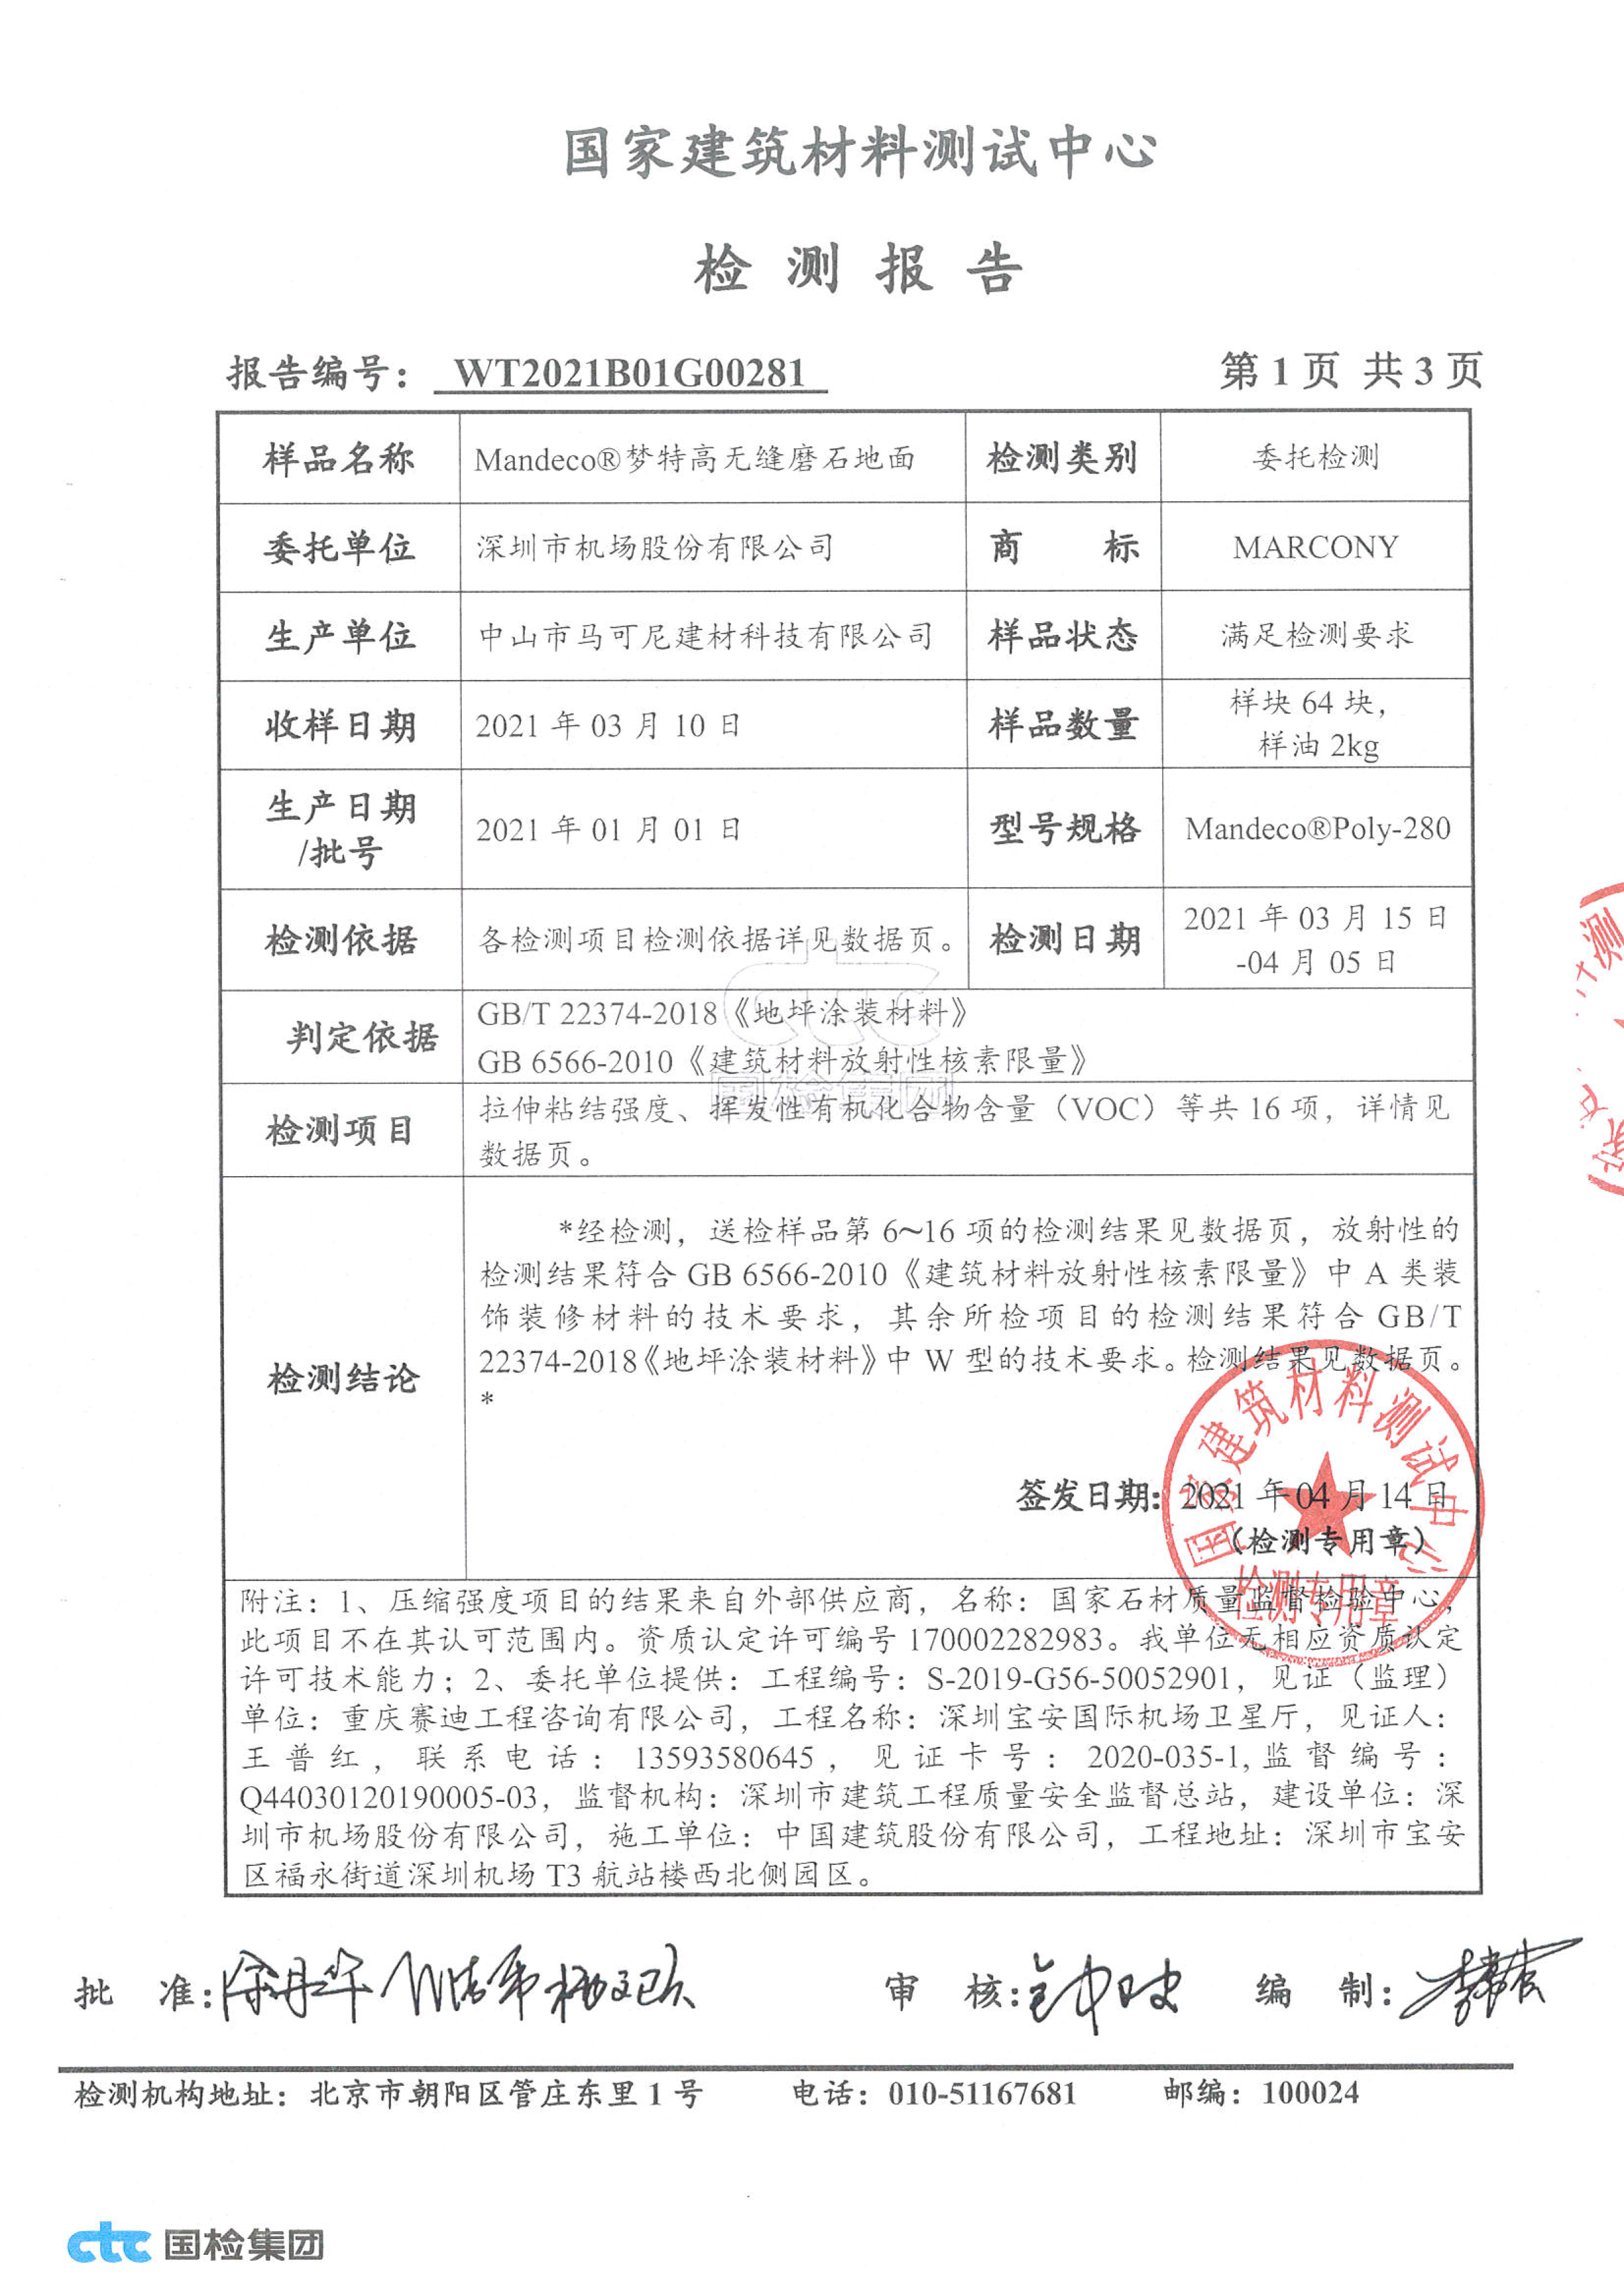 国家建筑材料测试中心
检 测 报 告
报告编号： WT2021B01G00281 第 1 页 共 3 页
样品名称 Mandeco®梦特高无缝磨石地面 检测类别 委托检测
委托单位 深圳市机场股份有限公司 商 标 MARCONY
生产单位 中山市马可尼建材科技有限公司 样品状态 满足检测要求
收样日期 2021 年 03 月 10 日 样品数量 样块 64 块，
样油 2kg
生产日期
/批号 2021 年 01 月 01 日 型号规格 Mandeco®Poly-280
检测依据 各检测项目检测依据详见数据页。 检测日期 2021 年 03 月 15 日
-04 月 05 日
判定依据 GB/T 22374-2018《地坪涂装材料》
GB 6566-2010《建筑材料放射性核素限量》
国检集团
检测项目 拉伸粘结强度、挥发性有机化合物含量（VOC）等共 16 项，详情见
数据页。
检测结论
*经检测，送检样品第 6~16 项的检测结果见数据页，放射性的
检测结果符合 GB 6566-2010《建筑材料放射性核素限量》中 A 类装
饰装修材料的技术要求，其余所检项目的检测结果符合 GB/T
22374-2018《地坪涂装材料》中 W 型的技术要求。检测结果见数据页。
*
国家建筑材料测试中心
签发日期: 2021 年 04 月 14 日
（检测专用章）
检测专用章
附注：1、压缩强度项目的结果来自外部供应商，名称：国家石材质量监督检验中心，
此项目不在其认可范围内。资质认定许可编号 170002282983。我单位无相应资质认定
许可技术能力；2、委托单位提供：工程编号：S-2019-G56-50052901，见证（监理）
单位：重庆赛迪工程咨询有限公司，工程名称：深圳宝安国际机场卫星厅，见证人：
王普红，联系电话：13593580645，见证卡号：2020-035-1,监督编号：
Q44030120190005-03，监督机构：深圳市建筑工程质量安全监督总站，建设单位：深
圳市机场股份有限公司，施工单位：中国建筑股份有限公司，工程地址：深圳市宝安
区福永街道深圳机场 T3 航站楼西北侧园区。
批 准: 审 核: 编 制:
检测机构地址：北京市朝阳区管庄东里 1 号 电话：010-51167681 邮编：100024
ctc 国检集团